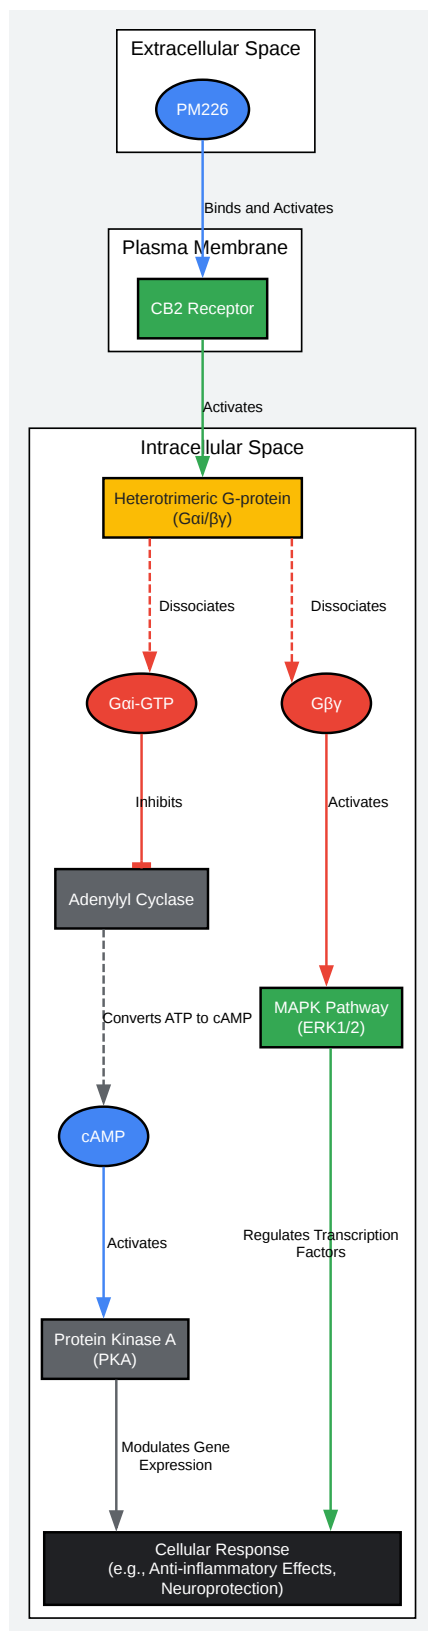 Extracellular Space
PM226
Binds and Activates
Plasma Membrane
CB2 Receptor
Activates
Intracellular Space
Heterotrimeric G-protein
(Gαi/βγ)
Dissociates
Dissociates
Gαi-GTP
Gβγ
Inhibits
Activates
Adenylyl Cyclase
MAPK Pathway
(ERK1/2)
Converts ATP to cAMP
cAMP
Activates
Regulates Transcription
Factors
Protein Kinase A
(PKA)
Modulates Gene
Expression
Cellular Response
(e.g., Anti-inflammatory Effects,
Neuroprotection)